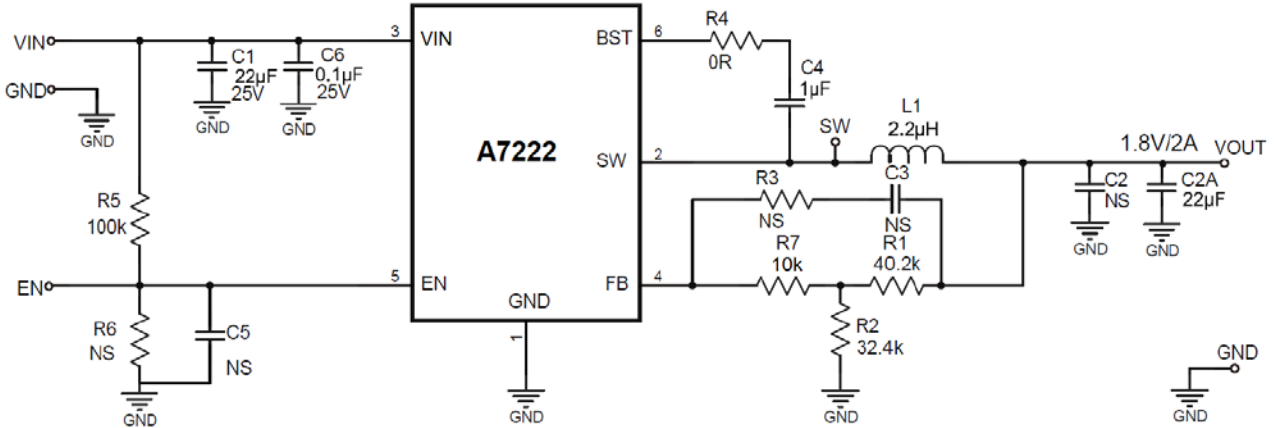 VIN
GND
GND
C1
22µF
25V
GND
C6
0.1µF
25V
GND
R5
100k
EN
R6
NS
C5
NS
GND
3
VIN
5
EN
A7222
GND
1
GND
BST
6
SW
2
FB
4
R4
0R
C4
1µF
SW
L1
2.2µH
R3
NS
C3
NS
R7
10k
R1
40.2k
R2
32.4k
GND
1.8V/2A
VOUT
C2
NS
GND
C2A
22µF
GND
GND
GND